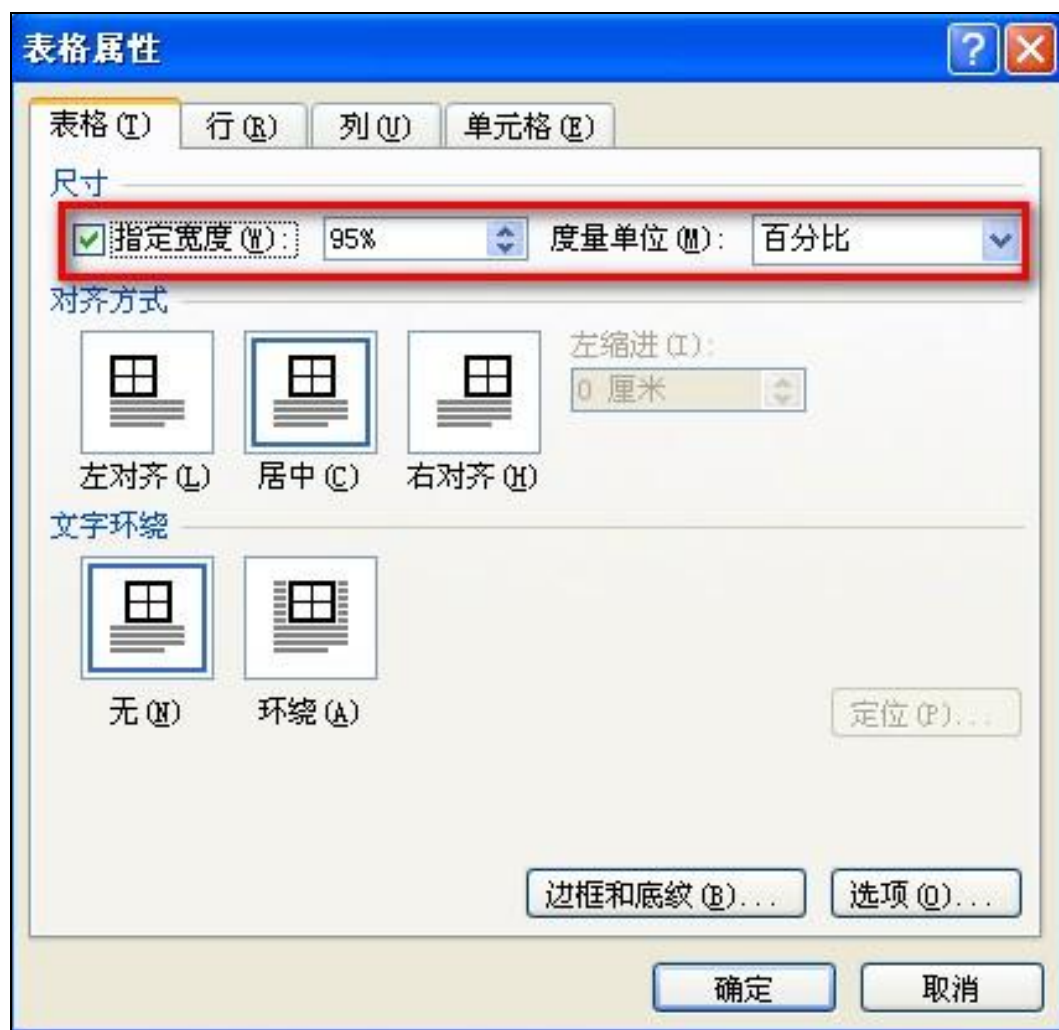 表格属性
表格(T) 行(R) 列(U) 单元格(E)
尺寸
指定宽度(W): 95% 度量单位(M): 百分比
对齐方式
左缩进(I):
0 厘米
左对齐(L) 居中(C) 右对齐(H)
文字环绕
无(N) 环绕(A)
定位(P)...
边框和底纹(B)... 选项(O)...
确定 取消